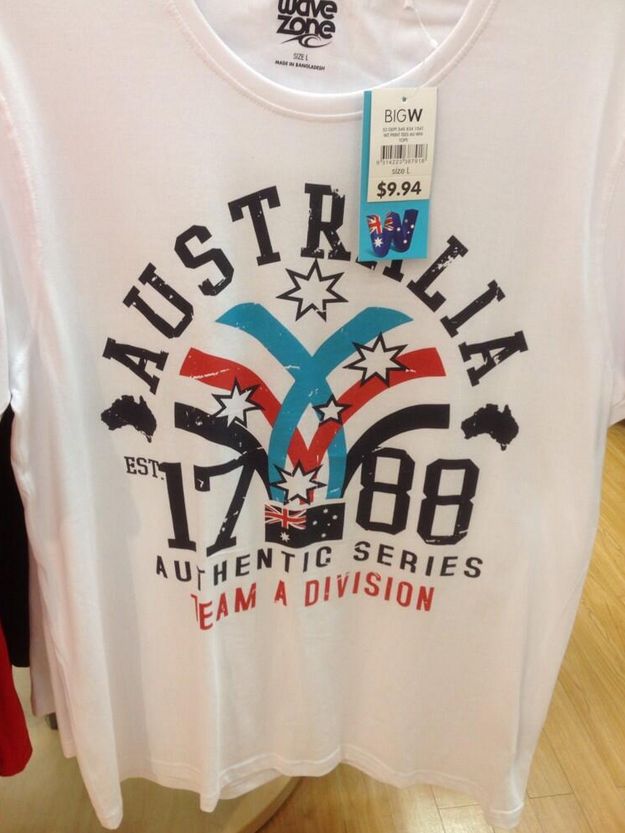 wave
zone
SIZE L
MADE IN BANGLADESH
BIGW
size L
$9.94
W
AUSTRALIA
EST. 1788
AUTHENTIC SERIES
TEAM A DIVISION